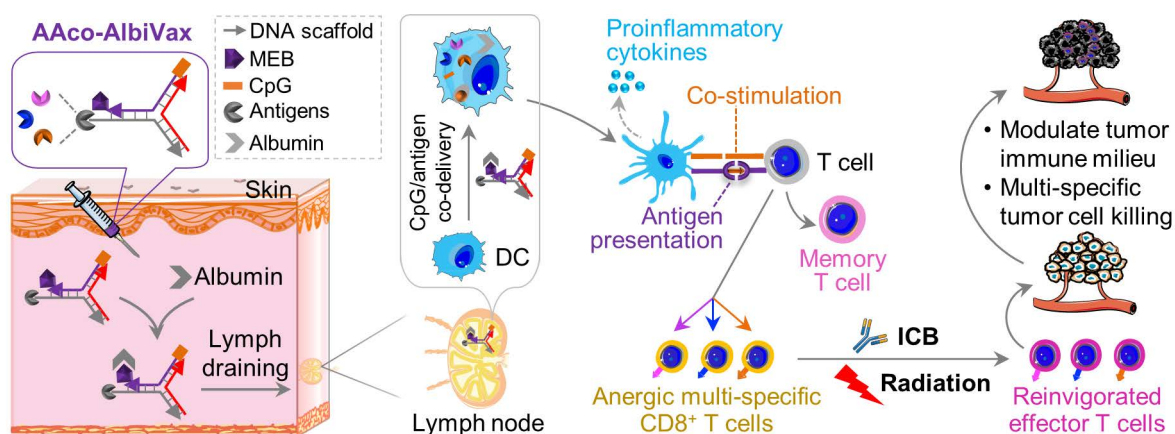 AAco-AlbiVax
DNA scaffold
MEB
CpG
Antigens
Albumin
Skin
Albumin
Lymph
draining
CpG/antigen
co-delivery
DC
Lymph node
Proinflammatory
cytokines
Co-stimulation
T cell
Antigen
presentation
Memory
T cell
Anergic multi-specific
CD8⁺ T cells
ICB
Radiation
• Modulate tumor
immune milieu
• Multi-specific
tumor cell killing
Reinvigorated
effector T cells